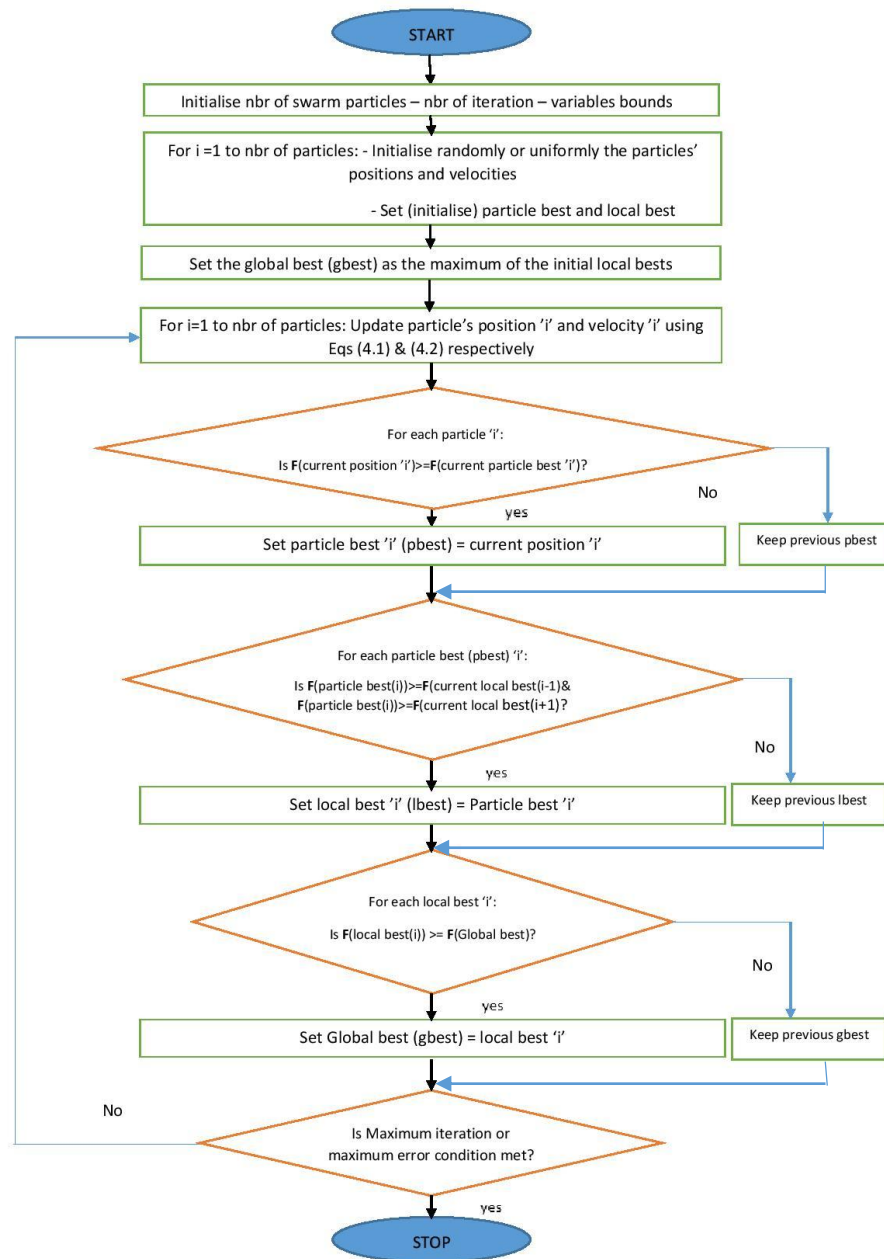 START
Initialise nbr of swarm particles – nbr of iteration – variables bounds
For i =1 to nbr of particles: - Initialise randomly or uniformly the particles’
positions and velocities
- Set (initialise) particle best and local best
Set the global best (gbest) as the maximum of the initial local bests
For i=1 to nbr of particles: Update particle’s position ’i’ and velocity ’i’ using
Eqs (4.1) & (4.2) respectively
For each particle ‘i’:
Is F(current position ’i’)>=F(current particle best ’i’)?
No
yes
Set particle best ’i’ (pbest) = current position ’i’
Keep previous pbest
For each particle best (pbest) ‘i’:
Is F(particle best(i))>=F(current local best(i-1)&
F(particle best(i))>=F(current local best(i+1)?
No
yes
Set local best ’i’ (lbest) = Particle best ’i’
Keep previous lbest
For each local best ‘i’:
Is F(local best(i)) >= F(Global best)?
No
yes
Set Global best (gbest) = local best ‘i’
Keep previous gbest
No
Is Maximum iteration or
maximum error condition met?
yes
STOP